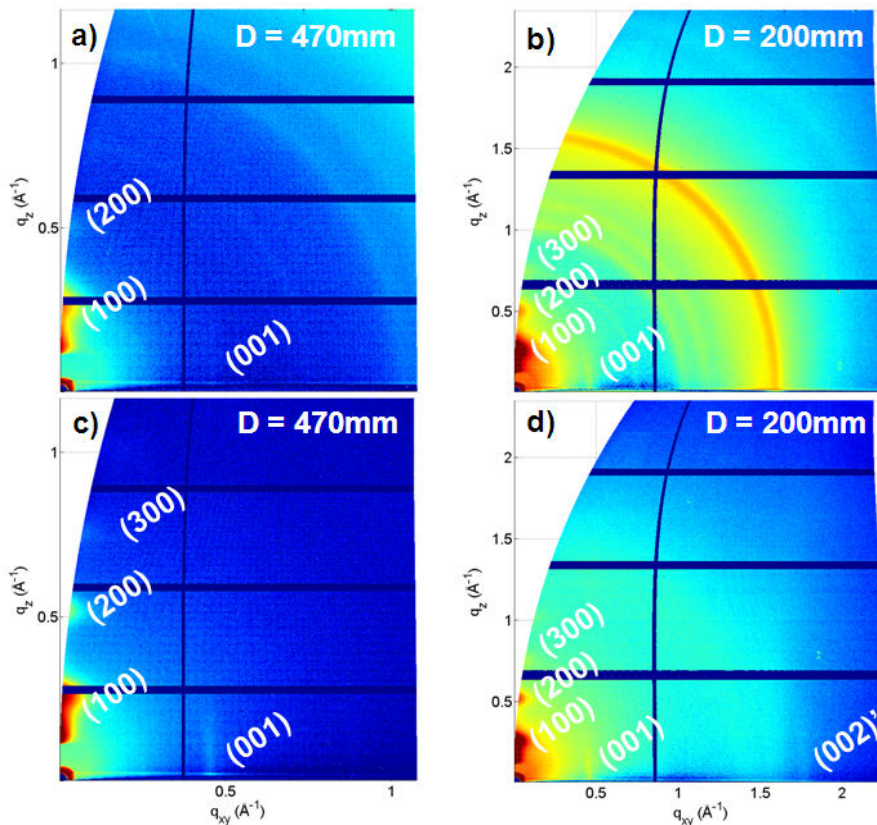 a) D = 470mm
1
(200)
0.5
(100)
(001)
q_z (Å⁻¹)
b) D = 200mm
2
1.5
1
(300)
0.5
(200)
(100)
(001)
q_z (Å⁻¹)
c) D = 470mm
1
(300)
0.5
(200)
(100)
(001)
q_z (Å⁻¹)
0.5 1
q_xy (Å⁻¹)
d) D = 200mm
2
1.5
1
(300)
0.5
(200)
(100)
(001)
(002)'
q_z (Å⁻¹)
0.5 1 1.5 2
q_xy (Å⁻¹)